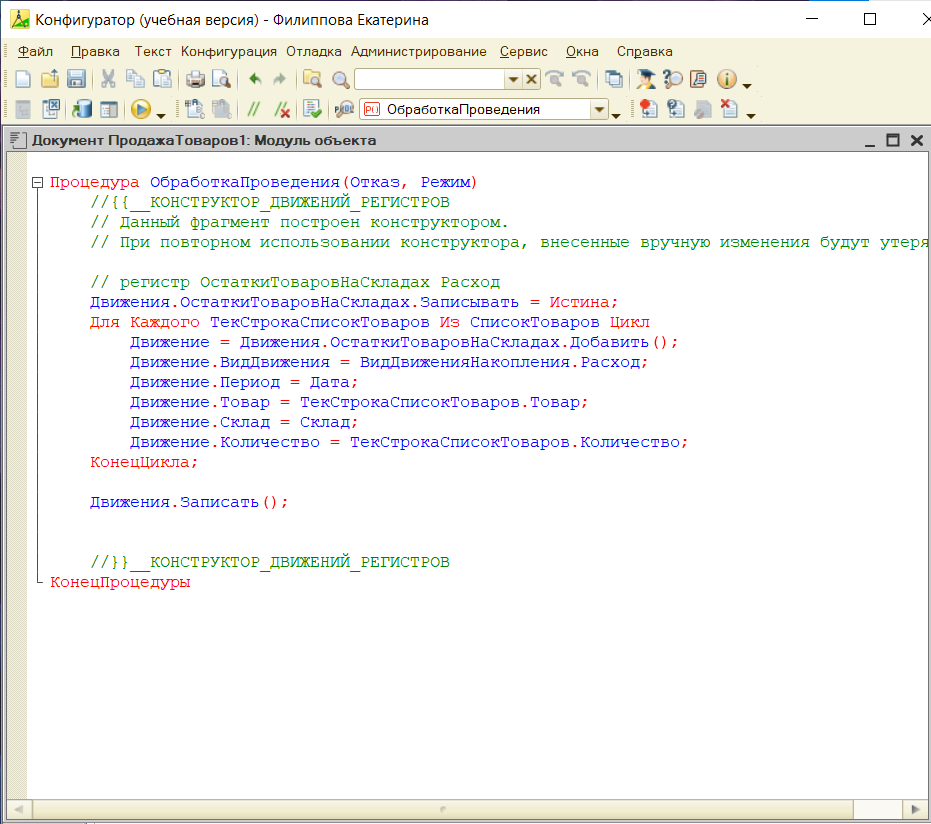 Конфигуратор (учебная версия) - Филиппова Екатерина
Файл Правка Текст Конфигурация Отладка Администрирование Сервис Окна Справка
ОбработкаПроведения
Документ ПродажаТоваров1: Модуль объекта
Процедура ОбработкаПроведения(Отказ, Режим)
//{{__КОНСТРУКТОР_ДВИЖЕНИЙ_РЕГИСТРОВ
// Данный фрагмент построен конструктором.
// При повторном использовании конструктора, внесенные вручную изменения будут утеря
// регистр ОстаткиТоваровНаСкладах Расход
Движения.ОстаткиТоваровНаСкладах.Записывать = Истина;
Для Каждого ТекСтрокаСписокТоваров Из СписокТоваров Цикл
Движение = Движения.ОстаткиТоваровНаСкладах.Добавить();
Движение.ВидДвижения = ВидДвиженияНакопления.Расход;
Движение.Период = Дата;
Движение.Товар = ТекСтрокаСписокТоваров.Товар;
Движение.Склад = Склад;
Движение.Количество = ТекСтрокаСписокТоваров.Количество;
КонецЦикла;
Движения.Записать();
//}}__КОНСТРУКТОР_ДВИЖЕНИЙ_РЕГИСТРОВ
КонецПроцедуры